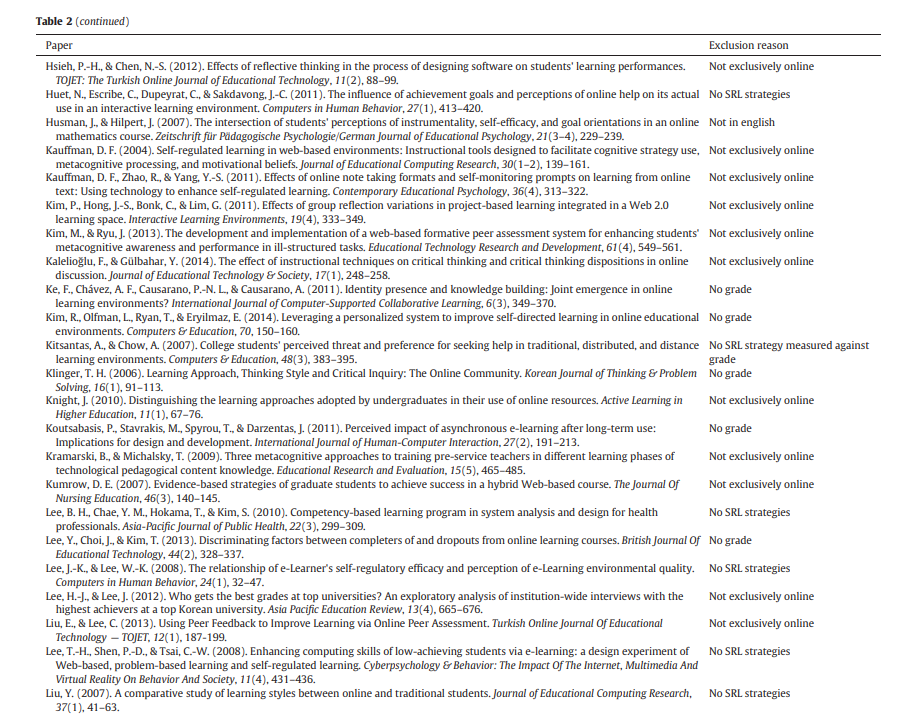 Table 2 (continued)
Paper Exclusion reason
Hsieh, P.-H., & Chen, N.-S. (2012). Effects of reflective thinking in the process of designing software on students' learning performances. Not exclusively online
TOJET: The Turkish Online Journal of Educational Technology, 11(2), 88–99.
Huet, N., Escribe, C., Dupeyrat, C., & Sakdavong, J.-C. (2011). The influence of achievement goals and perceptions of online help on its actual No SRL strategies
use in an interactive learning environment. Computers in Human Behavior, 27(1), 413–420.
Husman, J., & Hilpert, J. (2007). The intersection of students' perceptions of instrumentality, self-efficacy, and goal orientations in an online Not in english
mathematics course. Zeitschrift für Pädagogische Psychologie/German Journal of Educational Psychology, 21(3–4), 229–239.
Kauffman, D. F. (2004). Self-regulated learning in web-based environments: Instructional tools designed to facilitate cognitive strategy use, Not exclusively online
metacognitive processing, and motivational beliefs. Journal of Educational Computing Research, 30(1–2), 139–161.
Kauffman, D. F., Zhao, R., & Yang, Y.-S. (2011). Effects of online note taking formats and self-monitoring prompts on learning from online Not exclusively online
text: Using technology to enhance self-regulated learning. Contemporary Educational Psychology, 36(4), 313–322.
Kim, P., Hong, J.-S., Bonk, C., & Lim, G. (2011). Effects of group reflection variations in project-based learning integrated in a Web 2.0 Not exclusively online
learning space. Interactive Learning Environments, 19(4), 333–349.
Kim, M., & Ryu, J. (2013). The development and implementation of a web-based formative peer assessment system for enhancing students' Not exclusively online
metacognitive awareness and performance in ill-structured tasks. Educational Technology Research and Development, 61(4), 549–561.
Kalelioğlu, F., & Gülbahar, Y. (2014). The effect of instructional techniques on critical thinking and critical thinking dispositions in online Not exclusively online
discussion. Journal of Educational Technology & Society, 17(1), 248–258.
Ke, F., Chávez, A. F., Causarano, P.-N. L., & Causarano, A. (2011). Identity presence and knowledge building: Joint emergence in online No grade
learning environments? International Journal of Computer-Supported Collaborative Learning, 6(3), 349–370.
Kim, R., Olfman, L., Ryan, T., & Eryilmaz, E. (2014). Leveraging a personalized system to improve self-directed learning in online educational No grade
environments. Computers & Education, 70, 150–160.
Kitsantas, A., & Chow, A. (2007). College students' perceived threat and preference for seeking help in traditional, distributed, and distance No SRL strategy measured against
learning environments. Computers & Education, 48(3), 383–395. grade
Klinger, T. H. (2006). Learning Approach, Thinking Style and Critical Inquiry: The Online Community. Korean Journal of Thinking & Problem No grade
Solving, 16(1), 91–113.
Knight, J. (2010). Distinguishing the learning approaches adopted by undergraduates in their use of online resources. Active Learning in Not exclusively online
Higher Education, 11(1), 67–76.
Koutsabasis, P., Stavrakis, M., Spyrou, T., & Darzentas, J. (2011). Perceived impact of asynchronous e-learning after long-term use: No grade
Implications for design and development. International Journal of Human-Computer Interaction, 27(2), 191–213.
Kramarski, B., & Michalsky, T. (2009). Three metacognitive approaches to training pre-service teachers in different learning phases of Not exclusively online
technological pedagogical content knowledge. Educational Research and Evaluation, 15(5), 465–485.
Kumrow, D. E. (2007). Evidence-based strategies of graduate students to achieve success in a hybrid Web-based course. The Journal Of Not exclusively online
Nursing Education, 46(3), 140–145.
Lee, B. H., Chae, Y. M., Hokama, T., & Kim, S. (2010). Competency-based learning program in system analysis and design for health No SRL strategies
professionals. Asia-Pacific Journal of Public Health, 22(3), 299–309.
Lee, Y., Choi, J., & Kim, T. (2013). Discriminating factors between completers of and dropouts from online learning courses. British Journal Of No grade
Educational Technology, 44(2), 328–337.
Lee, J.-K., & Lee, W.-K. (2008). The relationship of e-Learner's self-regulatory efficacy and perception of e-Learning environmental quality. No SRL strategies
Computers in Human Behavior, 24(1), 32–47.
Lee, H.-J., & Lee, J. (2012). Who gets the best grades at top universities? An exploratory analysis of institution-wide interviews with the Not exclusively online
highest achievers at a top Korean university. Asia Pacific Education Review, 13(4), 665–676.
Liu, E., & Lee, C. (2013). Using Peer Feedback to Improve Learning via Online Peer Assessment. Turkish Online Journal Of Educational Not exclusively online
Technology — TOJET, 12(1), 187-199.
Lee, T.-H., Shen, P.-D., & Tsai, C.-W. (2008). Enhancing computing skills of low-achieving students via e-learning: a design experiment of No SRL strategies
Web-based, problem-based learning and self-regulated learning. Cyberpsychology & Behavior: The Impact Of The Internet, Multimedia And
Virtual Reality On Behavior And Society, 11(4), 431–436.
Liu, Y. (2007). A comparative study of learning styles between online and traditional students. Journal of Educational Computing Research, No SRL strategies
37(1), 41–63.